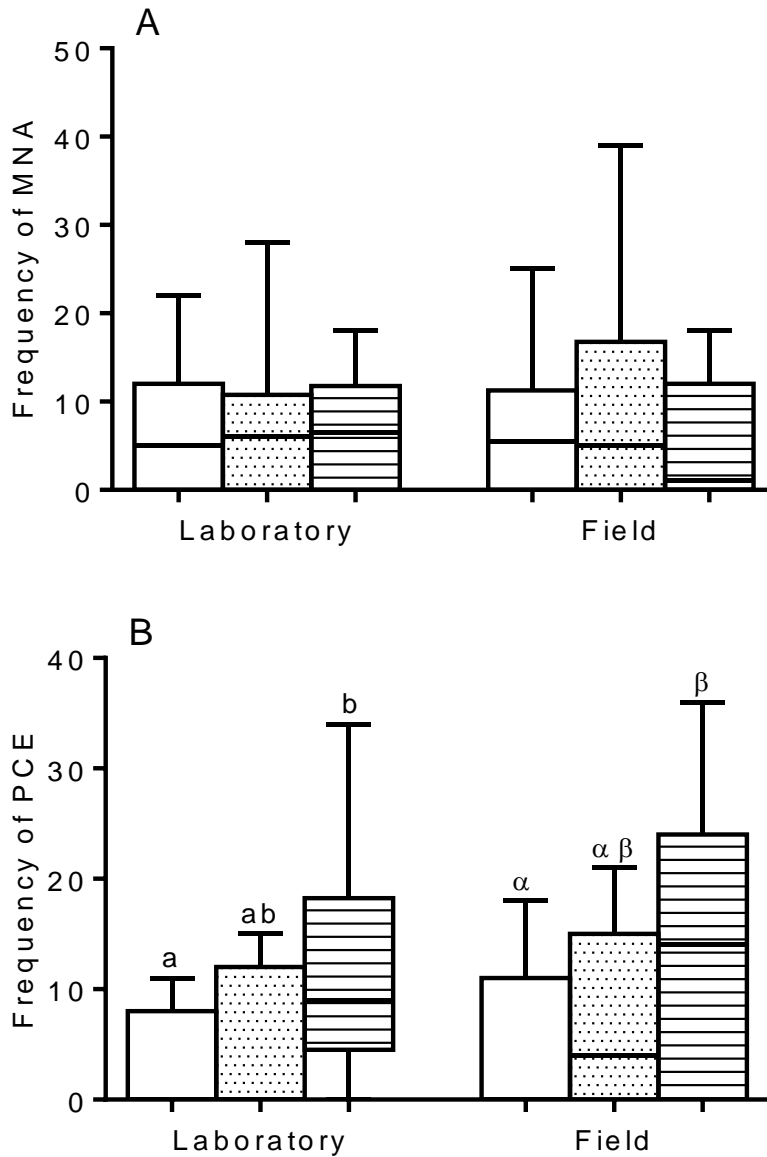 A
Frequency of MNA
50
40
30
20
10
0
Laboratory Field
B
Frequency of PCE
40
30
20
10
0
a
ab
b
α
α β
β
Laboratory Field